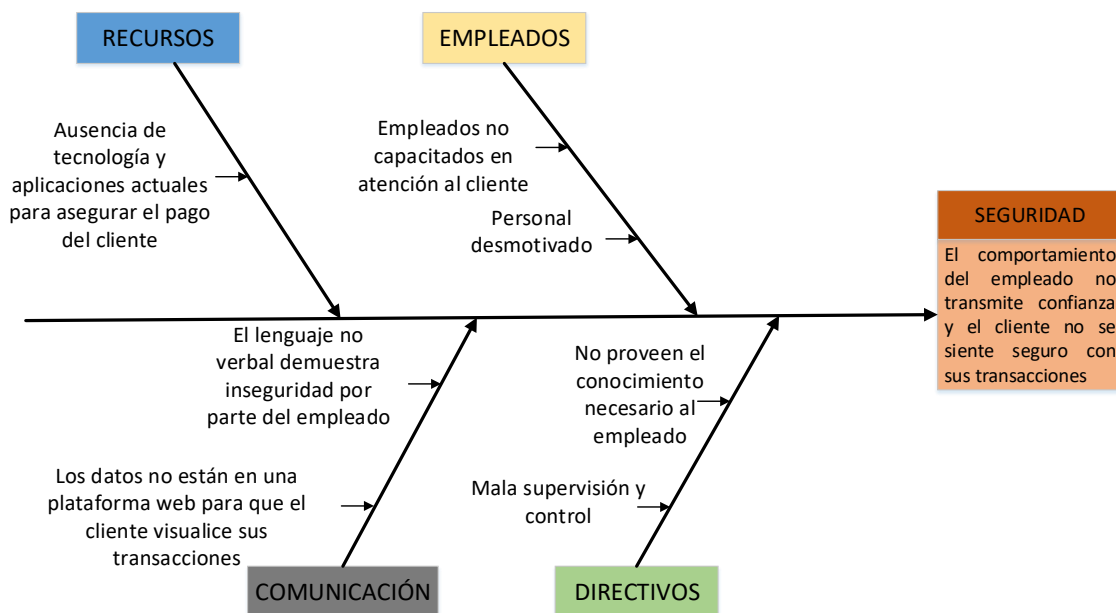 RECURSOS
EMPLEADOS
Ausencia de
tecnología y
aplicaciones actuales
para asegurar el pago
del cliente
Empleados no
capacitados en
atención al cliente
Personal
desmotivado
SEGURIDAD
El comportamiento
del empleado no
transmite confianza
y el cliente no se
siente seguro con
sus transacciones
El lenguaje no
verbal demuestra
inseguridad por
parte del empleado
Los datos no están en una
plataforma web para que el
cliente visualice sus
transacciones
No proveen el
conocimiento
necesario al
empleado
Mala supervisión y
control
COMUNICACIÓN
DIRECTIVOS